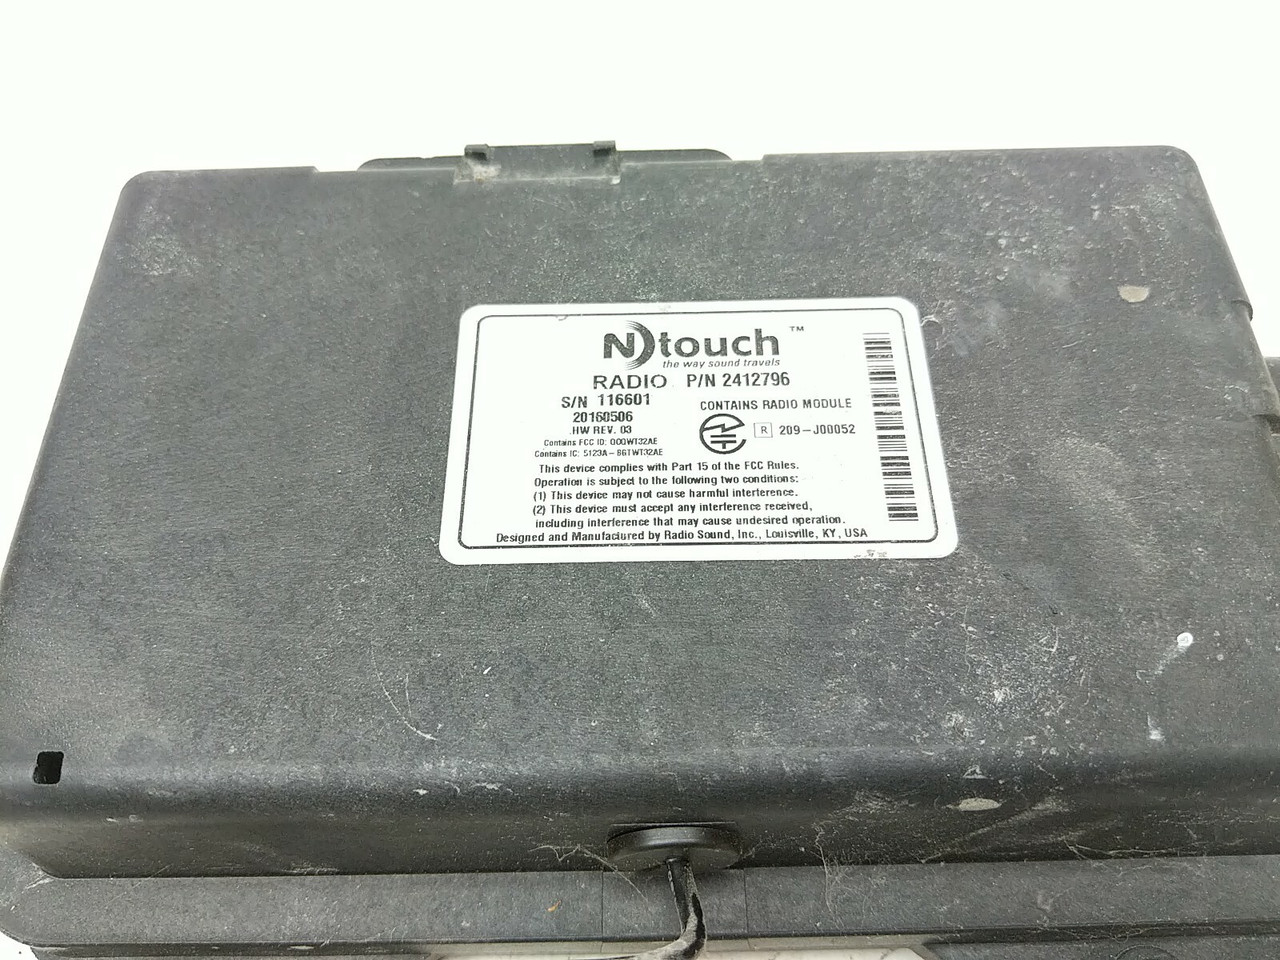 N)touch ™
the way sound travels
RADIO P/N 2412796
S/N 116601
20160506
HW REV. 03
Contains FCC ID: QOQWT32AE
Contains IC: 5123A-BGTWT32AE
CONTAINS RADIO MODULE
R 209-J00052
This device complies with Part 15 of the FCC Rules.
Operation is subject to the following two conditions:
(1) This device may not cause harmful interference.
(2) This device must accept any interference received,
including interference that may cause undesired operation.
Designed and Manufactured by Radio Sound, Inc., Louisville, KY, USA